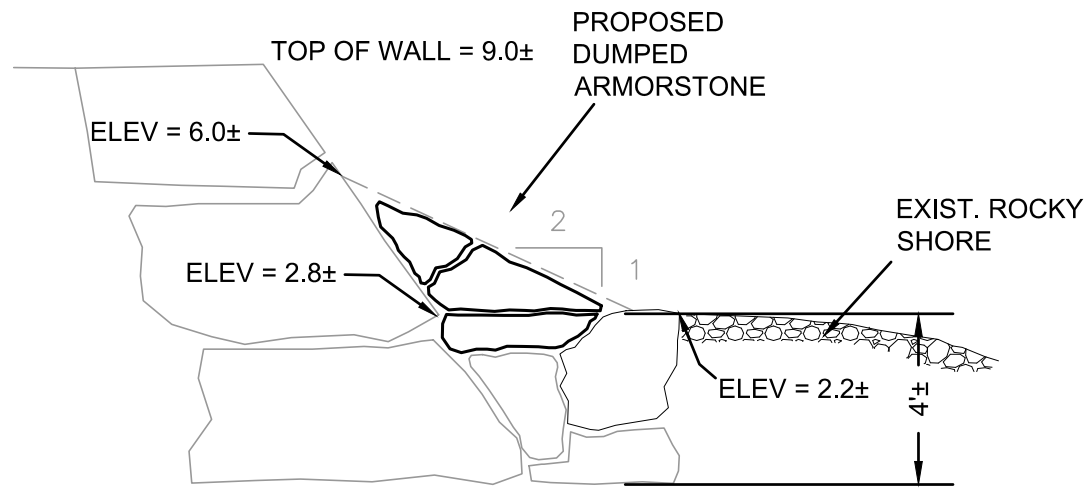 PROPOSED
DUMPED
ARMORSTONE
TOP OF WALL = 9.0±
ELEV = 6.0±
2
1
EXIST. ROCKY
SHORE
ELEV = 2.8±
ELEV = 2.2±
4'±